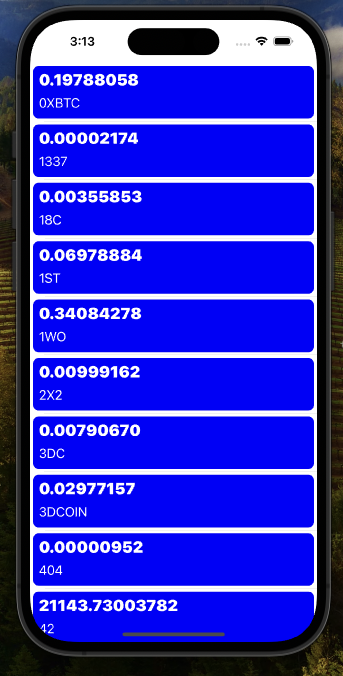 3:13
0.19788058
0XBTC
0.00002174
1337
0.00355853
18C
0.06978884
1ST
0.34084278
1WO
0.00999162
2X2
0.00790670
3DC
0.02977157
3DCOIN
0.00000952
404
21143.73003782
42